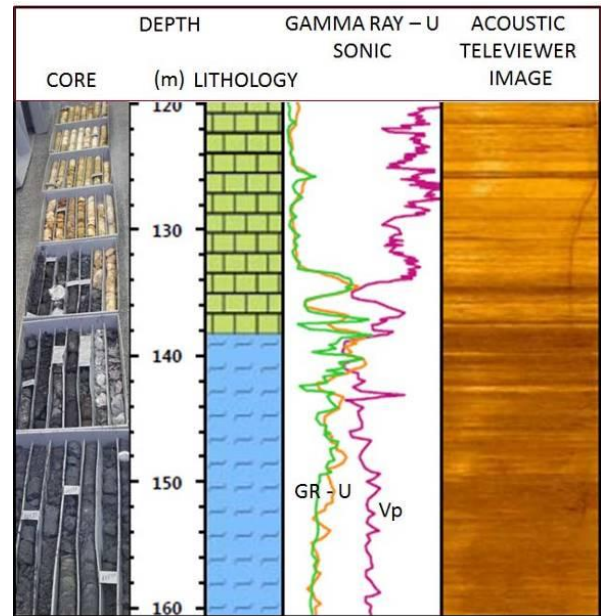 DEPTH
GAMMA RAY – U
SONIC
ACOUSTIC
TELEVIEWER
IMAGE
CORE
(m)
LITHOLOGY
120
130
140
150
160
GR - U
Vp